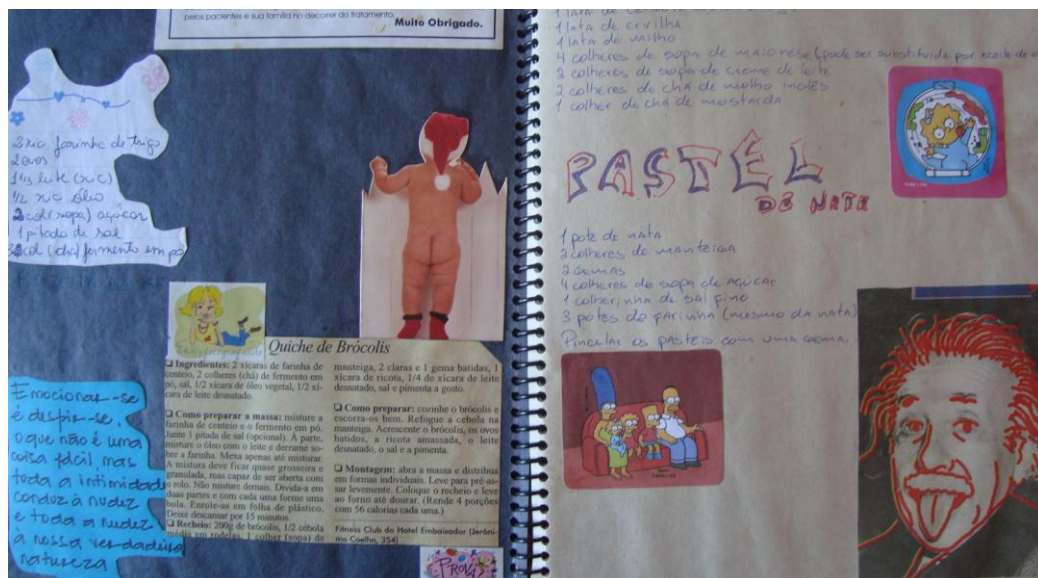 pelos pacientes e sua família no decorrer do tratamento.
Muito Obrigado.
2 xic farinha de trigo
2 ovos
1 1/3 leite (xic)
1/2 xic óleo
2 col (sopa) açúcar
1 pitada de sal
col (chá) fermento em pó
Quiche de Brócolis
❑ Ingredientes: 2 xícaras de farinha de
centeio, 2 colheres (chá) de fermento em
pó, sal, 1/2 xícara de óleo vegetal, 1/2 xí-
cara de leite desnatado.
❑ Como preparar a massa: misture a
farinha de centeio e o fermento em pó.
Junte 1 pitada de sal (opcional). À parte,
misture o óleo com o leite e derrame so-
bre a farinha. Mexa apenas até misturar.
A mistura deve ficar quase grosseira e
granulada, mas capaz de ser aberta com
o rolo. Não misture demais. Divida-a em
duas partes e com cada uma forme uma
bola. Enrole-as em folha de plástico.
Deixe descansar por 15 minutos.
❑ Recheio: 200g de brócolis, 1/2 cebola
média em rodelas, 1 colher (sopa) de
manteiga, 2 claras e 1 gema batidas, 1
xícara de ricota, 1/4 de xícara de leite
desnatado, sal e pimenta a gosto.
❑ Como preparar: cozinhe o brócolis e
escorra-os bem. Refogue a cebola na
manteiga. Acrescente o brócolis, os ovos
batidos, a ricota amassada, o leite
desnatado, o sal e a pimenta.
❑ Montagem: abra a massa e distribua
em formas individuais. Leve para pré-as-
sar levemente. Coloque o recheio e leve
ao forno até dourar. (Rende 4 porções
com 56 calorias cada uma.)
Fitness Club do Hotel Embaixador (Jerôni-
mo Coelho, 354)
Emocionar-se
é despir-se,
o que não é uma
coisa fácil, mas
toda a intimidade
conduz à nudez
e toda a nudez
à nossa verdadeira
natureza
PROVA
1 lata de
1 lata de ervilha
1 lata de milho
4 colheres de sopa de maionese (pode ser substituída por azeite de
2 colheres de sopa de creme de leite
2 colheres de chá de molho inglês
1 colher de chá de mostarda
PASTÉL
DE NATA
1 pote de nata
2 colheres de manteiga
2 gemas
4 colheres de sopa de açúcar
1 colherinha de sal fino
3 potes de farinha (mesmo da nata)
Pincelar os pasteis com uma gema.